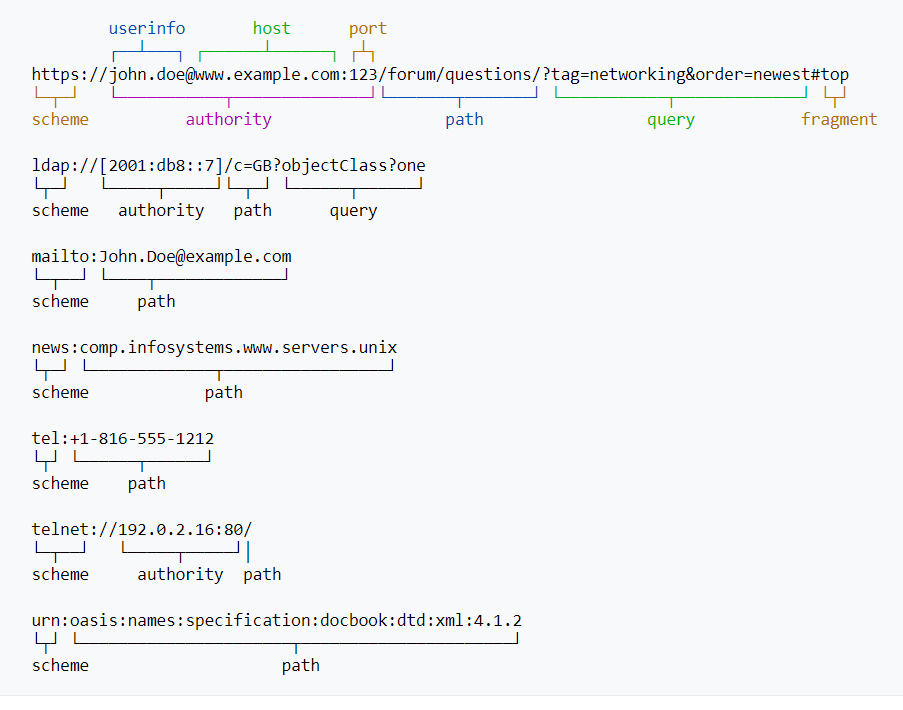 userinfo host port
https://john.doe@www.example.com:123/forum/questions/?tag=networking&order=newest#top
scheme authority path query fragment
ldap://[2001:db8::7]/c=GB?objectClass?one
scheme authority path query
mailto:John.Doe@example.com
scheme path
news:comp.infosystems.www.servers.unix
scheme path
tel:+1-816-555-1212
scheme path
telnet://192.0.2.16:80/
scheme authority path
urn:oasis:names:specification:docbook:dtd:xml:4.1.2
scheme path